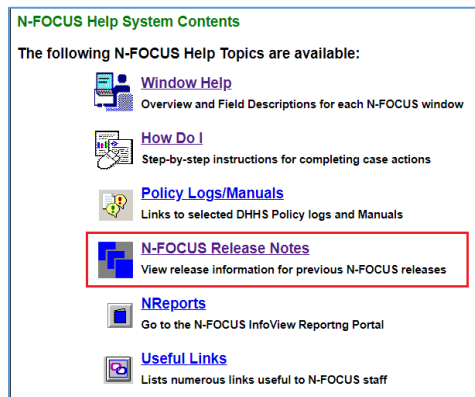 N-FOCUS Help System Contents
The following N-FOCUS Help Topics are available:
Window Help
Overview and Field Descriptions for each N-FOCUS window
How Do I
Step-by-step instructions for completing case actions
Policy Logs/Manuals
Links to selected DHHS Policy logs and Manuals
N-FOCUS Release Notes
View release information for previous N-FOCUS releases
NReports
Go to the N-FOCUS InfoView Reportng Portal
Useful Links
Lists numerous links useful to N-FOCUS staff